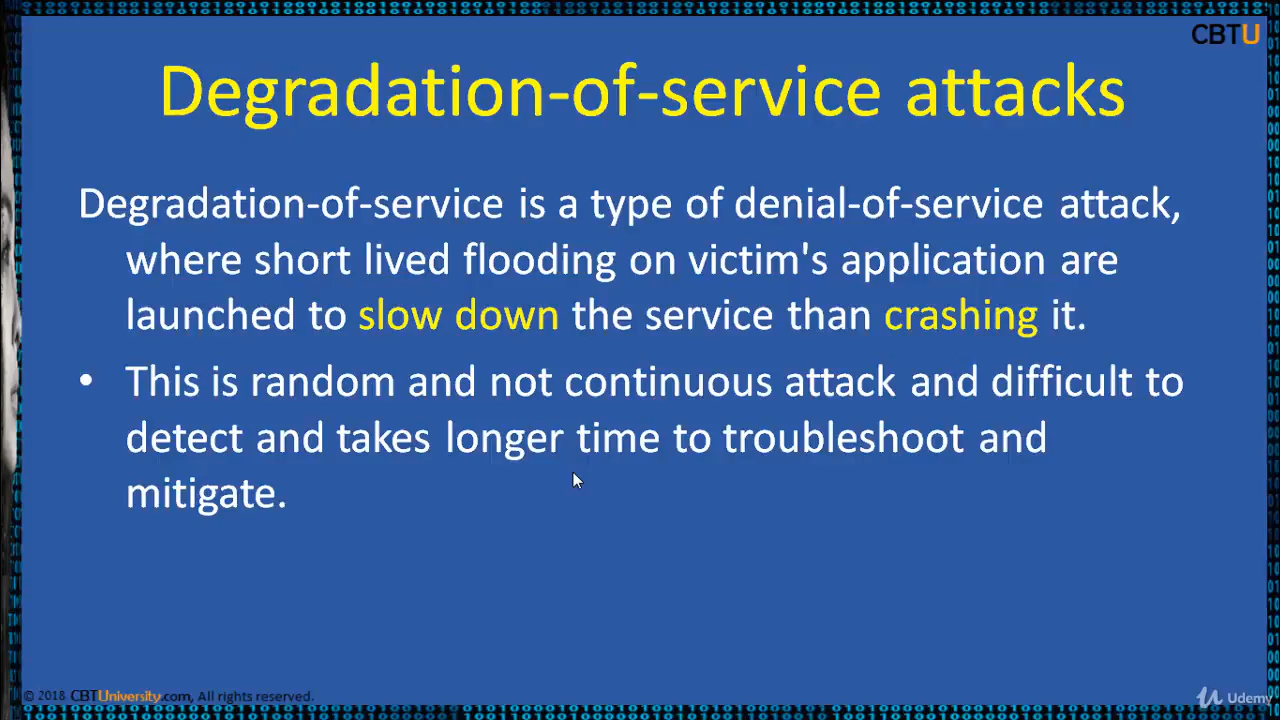 CBTU
Degradation-of-service attacks
Degradation-of-service is a type of denial-of-service attack,
where short lived flooding on victim's application are
launched to slow down the service than crashing it.
• This is random and not continuous attack and difficult to
detect and takes longer time to troubleshoot and
mitigate.
© 2018 CBTUniversity.com, All rights reserved.
Udemy